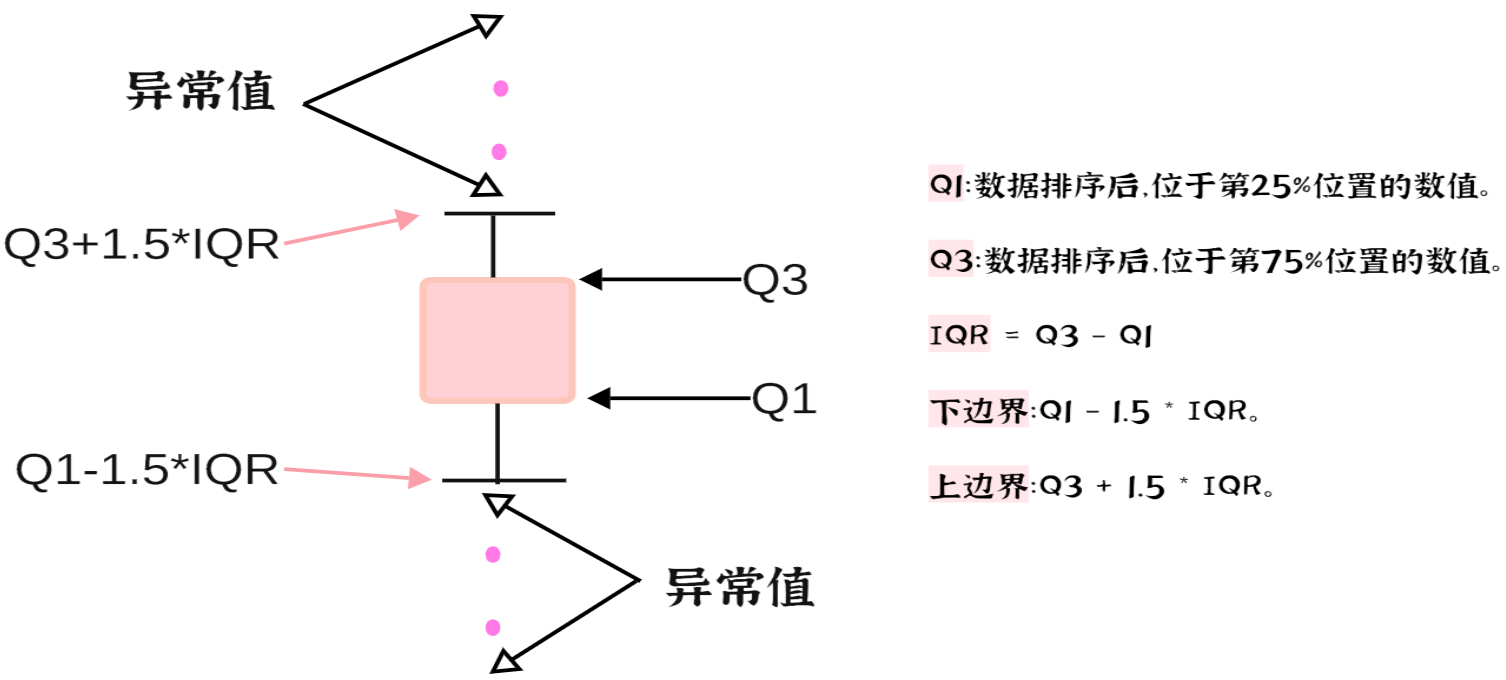 异常值
Q3+1.5*IQR
Q3
Q1
Q1-1.5*IQR
异常值
Q1:数据排序后,位于第25%位置的数值。
Q3:数据排序后,位于第75%位置的数值。
IQR = Q3 - Q1
下边界:Q1 - 1.5 * IQR。
上边界:Q3 + 1.5 * IQR。